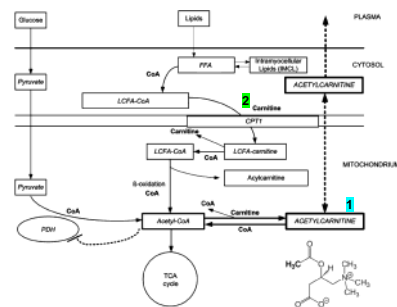 Lipids
PLASMA
Glucose
CYTOSOL
FFA
Intramyocellular
Lipids (IMCL)
CoA
Pyruvate
ACETYLCARNITINE
LCFA-CoA
2
Carnitine
CPT1
Carnitine
LCFA-CoA
CoA
LCFA-carnitine
MITOCHONDRIUM
ß-oxidation
CoA
Acylcarnitine
Pyruvate
1
CoA
CoA
Carnitine
PDH
Acetyl-CoA
ACETYLCARNITINE
CoA
TCA
cycle
H₃C
O
O
H
CH₃
N
CH₃
CH₃
O
O